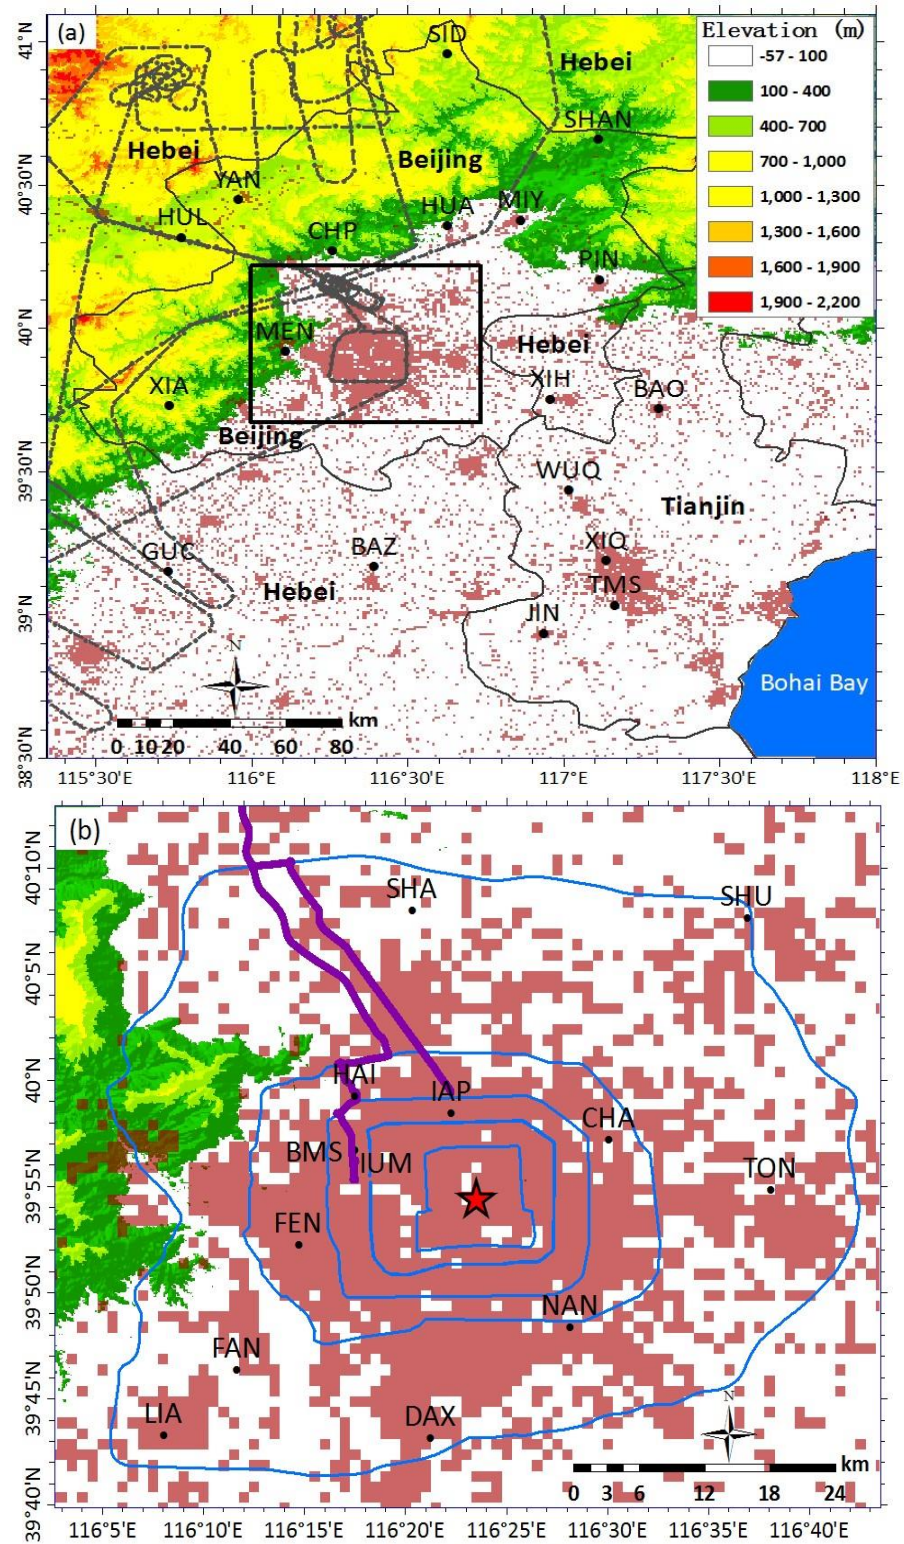 (a)
Elevation (m)
-57 - 100
100 - 400
400 - 700
700 - 1,000
1,000 - 1,300
1,300 - 1,600
1,600 - 1,900
1,900 - 2,200
SID
Hebei
SHAN
Hebei
Beijing
YAN
HUL
HUA
MIY
CHP
PIN
MEN
Hebei
XIA
XIH
BAO
Beijing
WUQ
Tianjin
XIQ
GUC
BAZ
Hebei
TMS
JIN
N
Bohai Bay
km
0 10 20 40 60 80
41°N
40°30'N
40°N
39°30'N
39°N
38°30'N
115°30'E 116°E 116°30'E 117°E 117°30'E 118°E
(b)
SHA
SHU
HAI
IAP
CHA
BMS
IUM
TON
FEN
NAN
FAN
LIA
DAX
N
km
0 3 6 12 18 24
40°10'N
40°5'N
40°N
39°55'N
39°50'N
39°45'N
39°40'N
116°5'E 116°10'E 116°20'E 116°25'E 116°30'E 116°35'E 116°40'E